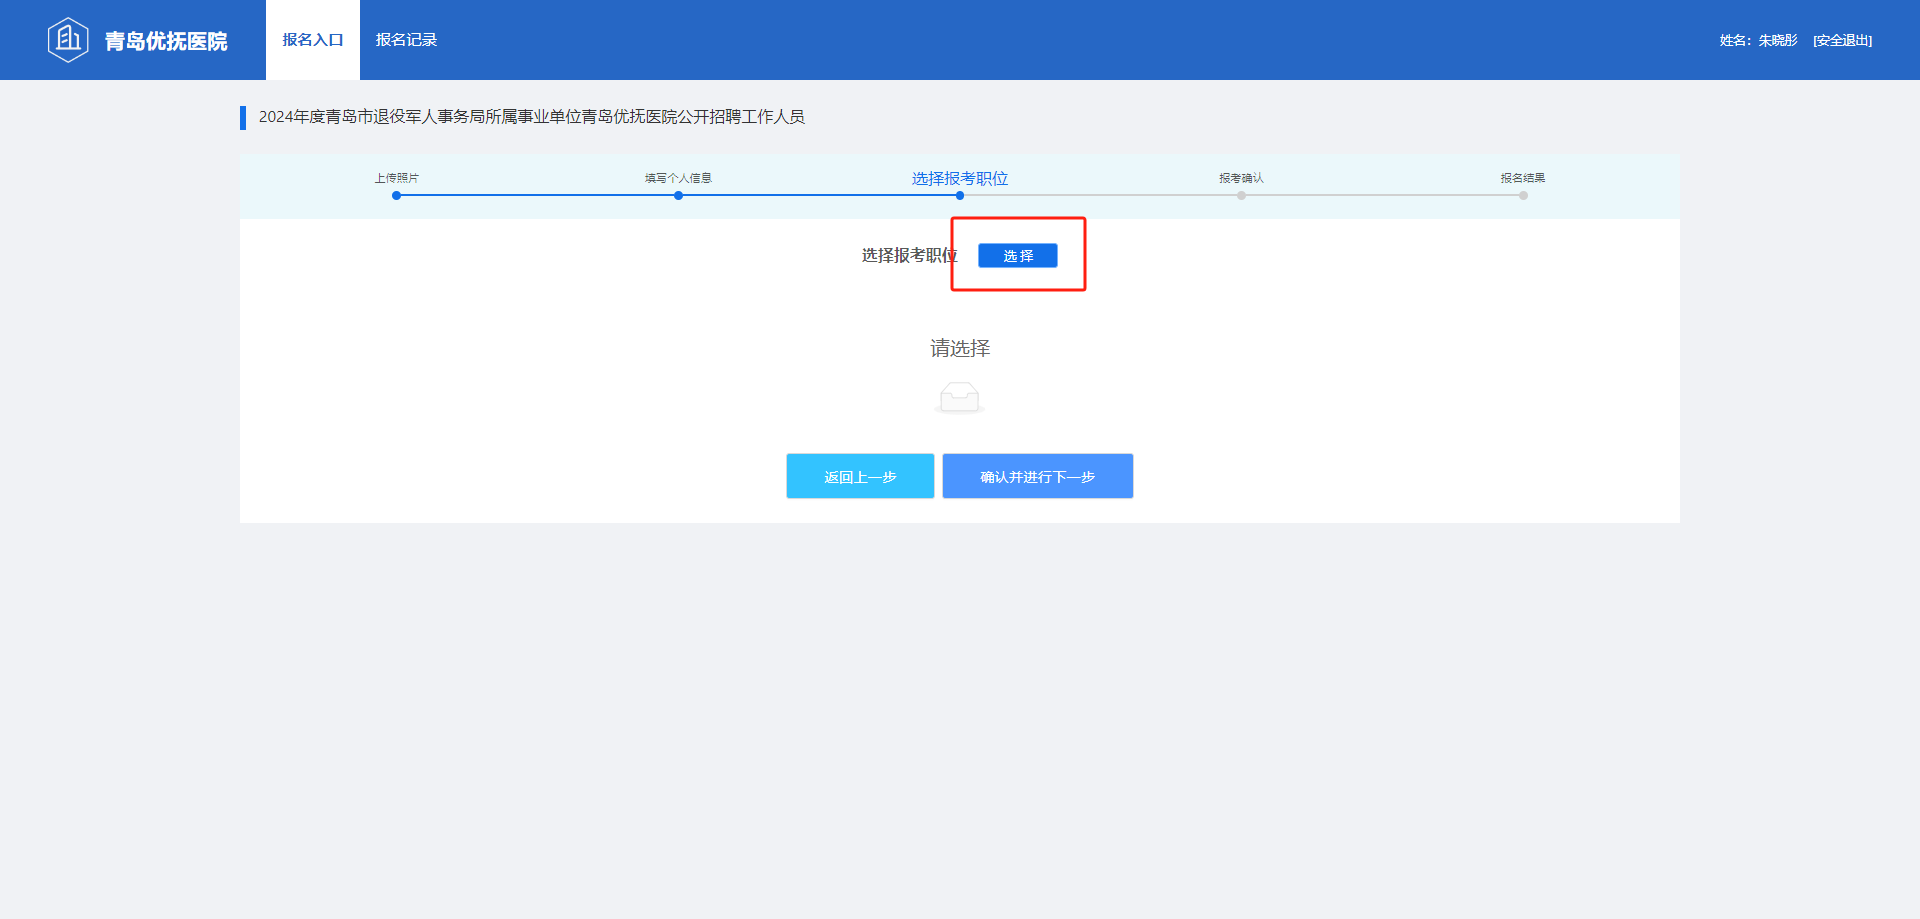 青岛优抚医院
报名入口
报名记录
姓名：朱晓彤 [安全退出]
2024年度青岛市退役军人事务局所属事业单位青岛优抚医院公开招聘工作人员
上传照片
填写个人信息
选择报考职位
报考确认
报名结果
选择报考职位
选 择
请选择
返回上一步
确认并进行下一步